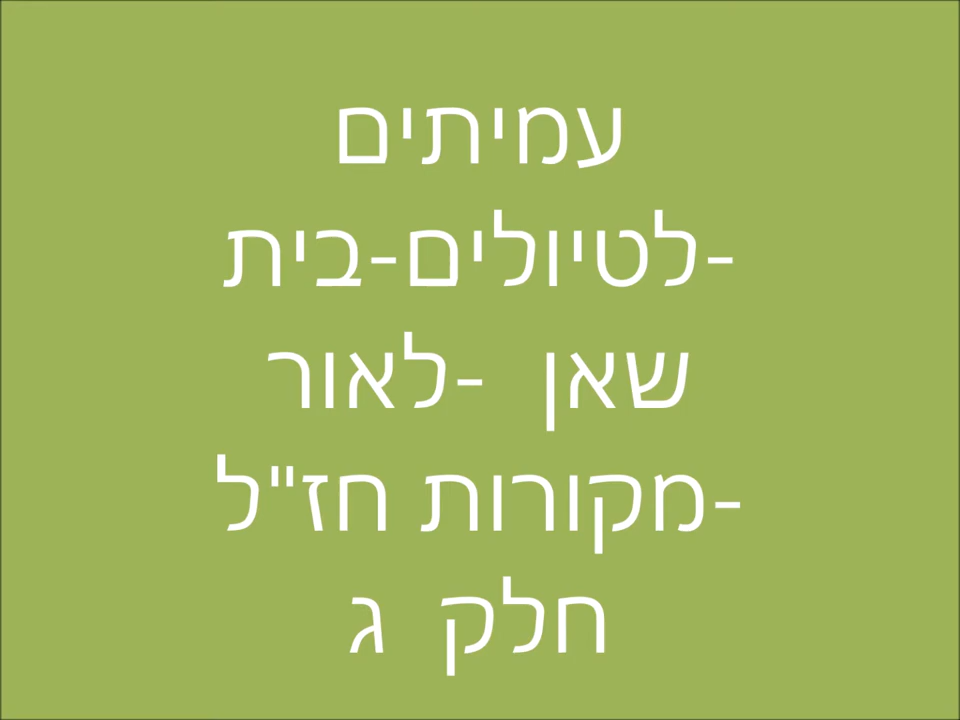 עמיתים
-לטיולים-בית
שאן -לאור
-מקורות חז"ל
חלק ג